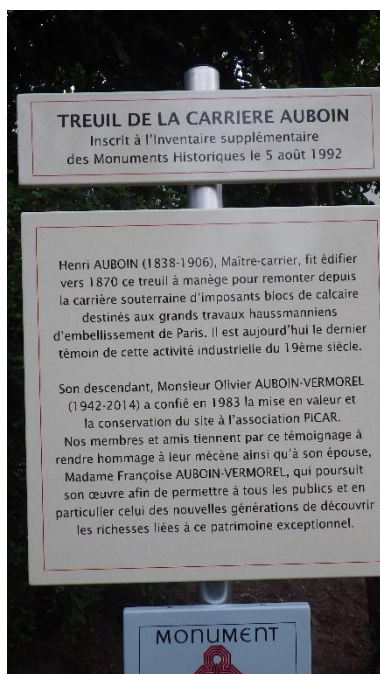 TREUIL DE LA CARRIERE AUBOIN
Inscrit à l'Inventaire supplémentaire
des Monuments Historiques le 5 août 1992
Henri AUBOIN (1838-1906), Maître-carrier, fit édifier
vers 1870 ce treuil à manège pour remonter depuis
la carrière souterraine d'imposants blocs de calcaire
destinés aux grands travaux haussmanniens
d'embellissement de Paris. Il est aujourd'hui le dernier
témoin de cette activité industrielle du 19ème siècle.
Son descendant, Monsieur Olivier AUBOIN-VERMOREL
(1942-2014) a confié en 1983 la mise en valeur et
la conservation du site à l'association PICAR.
Nos membres et amis tiennent par ce témoignage à
rendre hommage à leur mécène ainsi qu'à son épouse,
Madame Françoise AUBOIN-VERMOREL, qui poursuit
son œuvre afin de permettre à tous les publics et en
particulier celui des nouvelles générations de découvrir
les richesses liées à ce patrimoine exceptionnel.
MONUMENT